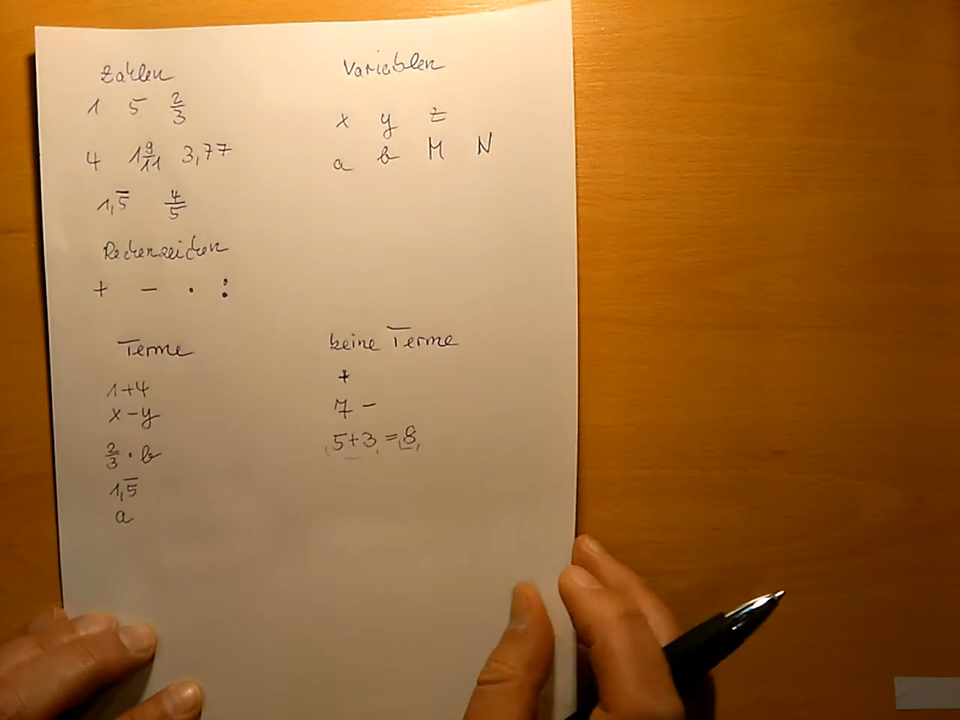 Zahlen
1 5 2/3
4 1 9/11 3,77
1,5̅ 4/5
Variablen
x y z
a b M N
Rechenzeichen
+ − · :
Terme
1+4
x−y
2/3 · b
1,5̅
a
keine Terme
+
7 −
5+3 = 8